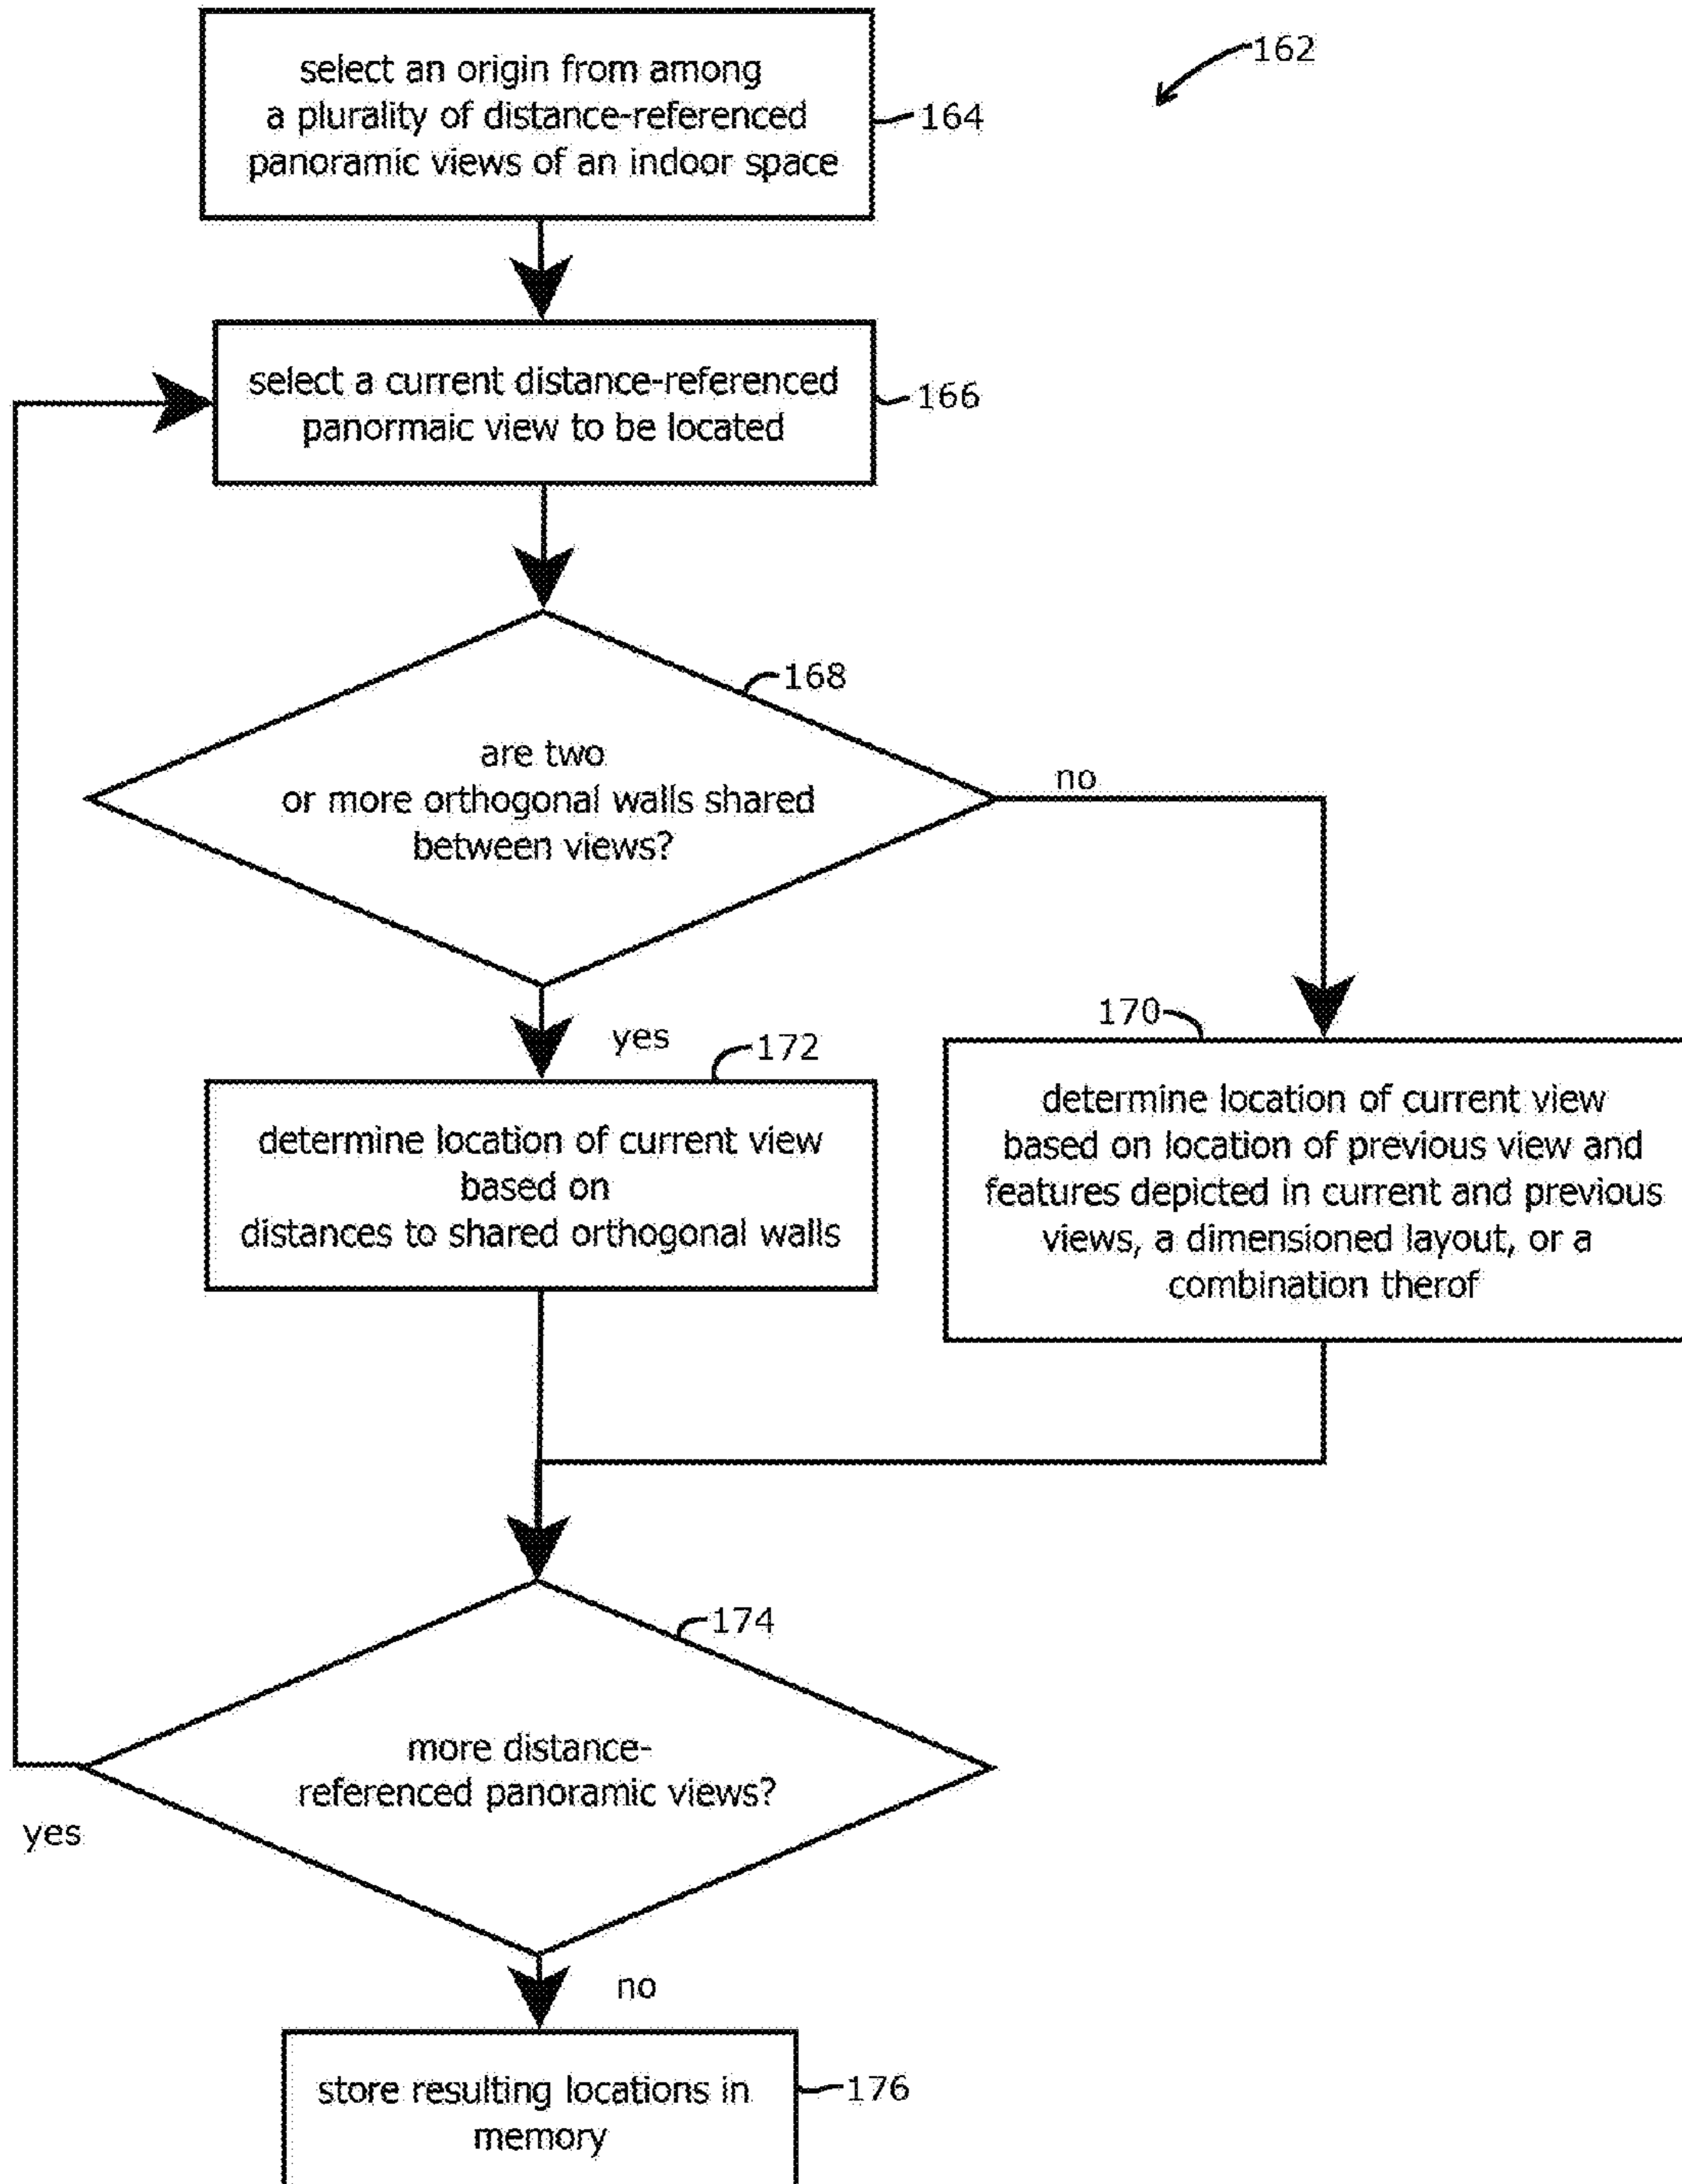 162
select an origin from among
a plurality of distance-referenced
panoramic views of an indoor space
164
select a current distance-referenced
panormaic view to be located
166
168
are two
or more orthogonal walls shared
between views?
no
yes
172
determine location of current view
based on
distances to shared orthogonal walls
170
determine location of current view
based on location of previous view and
features depicted in current and previous
views, a dimensioned layout, or a
combination therof
174
more distance-
referenced panoramic views?
yes
no
store resulting locations in
memory
176